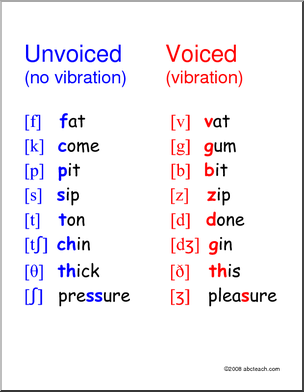 Unvoiced Voiced
(no vibration) (vibration)
[f] fat [v] vat
[k] come [g] gum
[p] pit [b] bit
[s] sip [z] zip
[t] ton [d] done
[tʃ] chin [dʒ] gin
[θ] thick [ð] this
[ʃ] pressure [ʒ] pleasure
©2008 abcteach.com